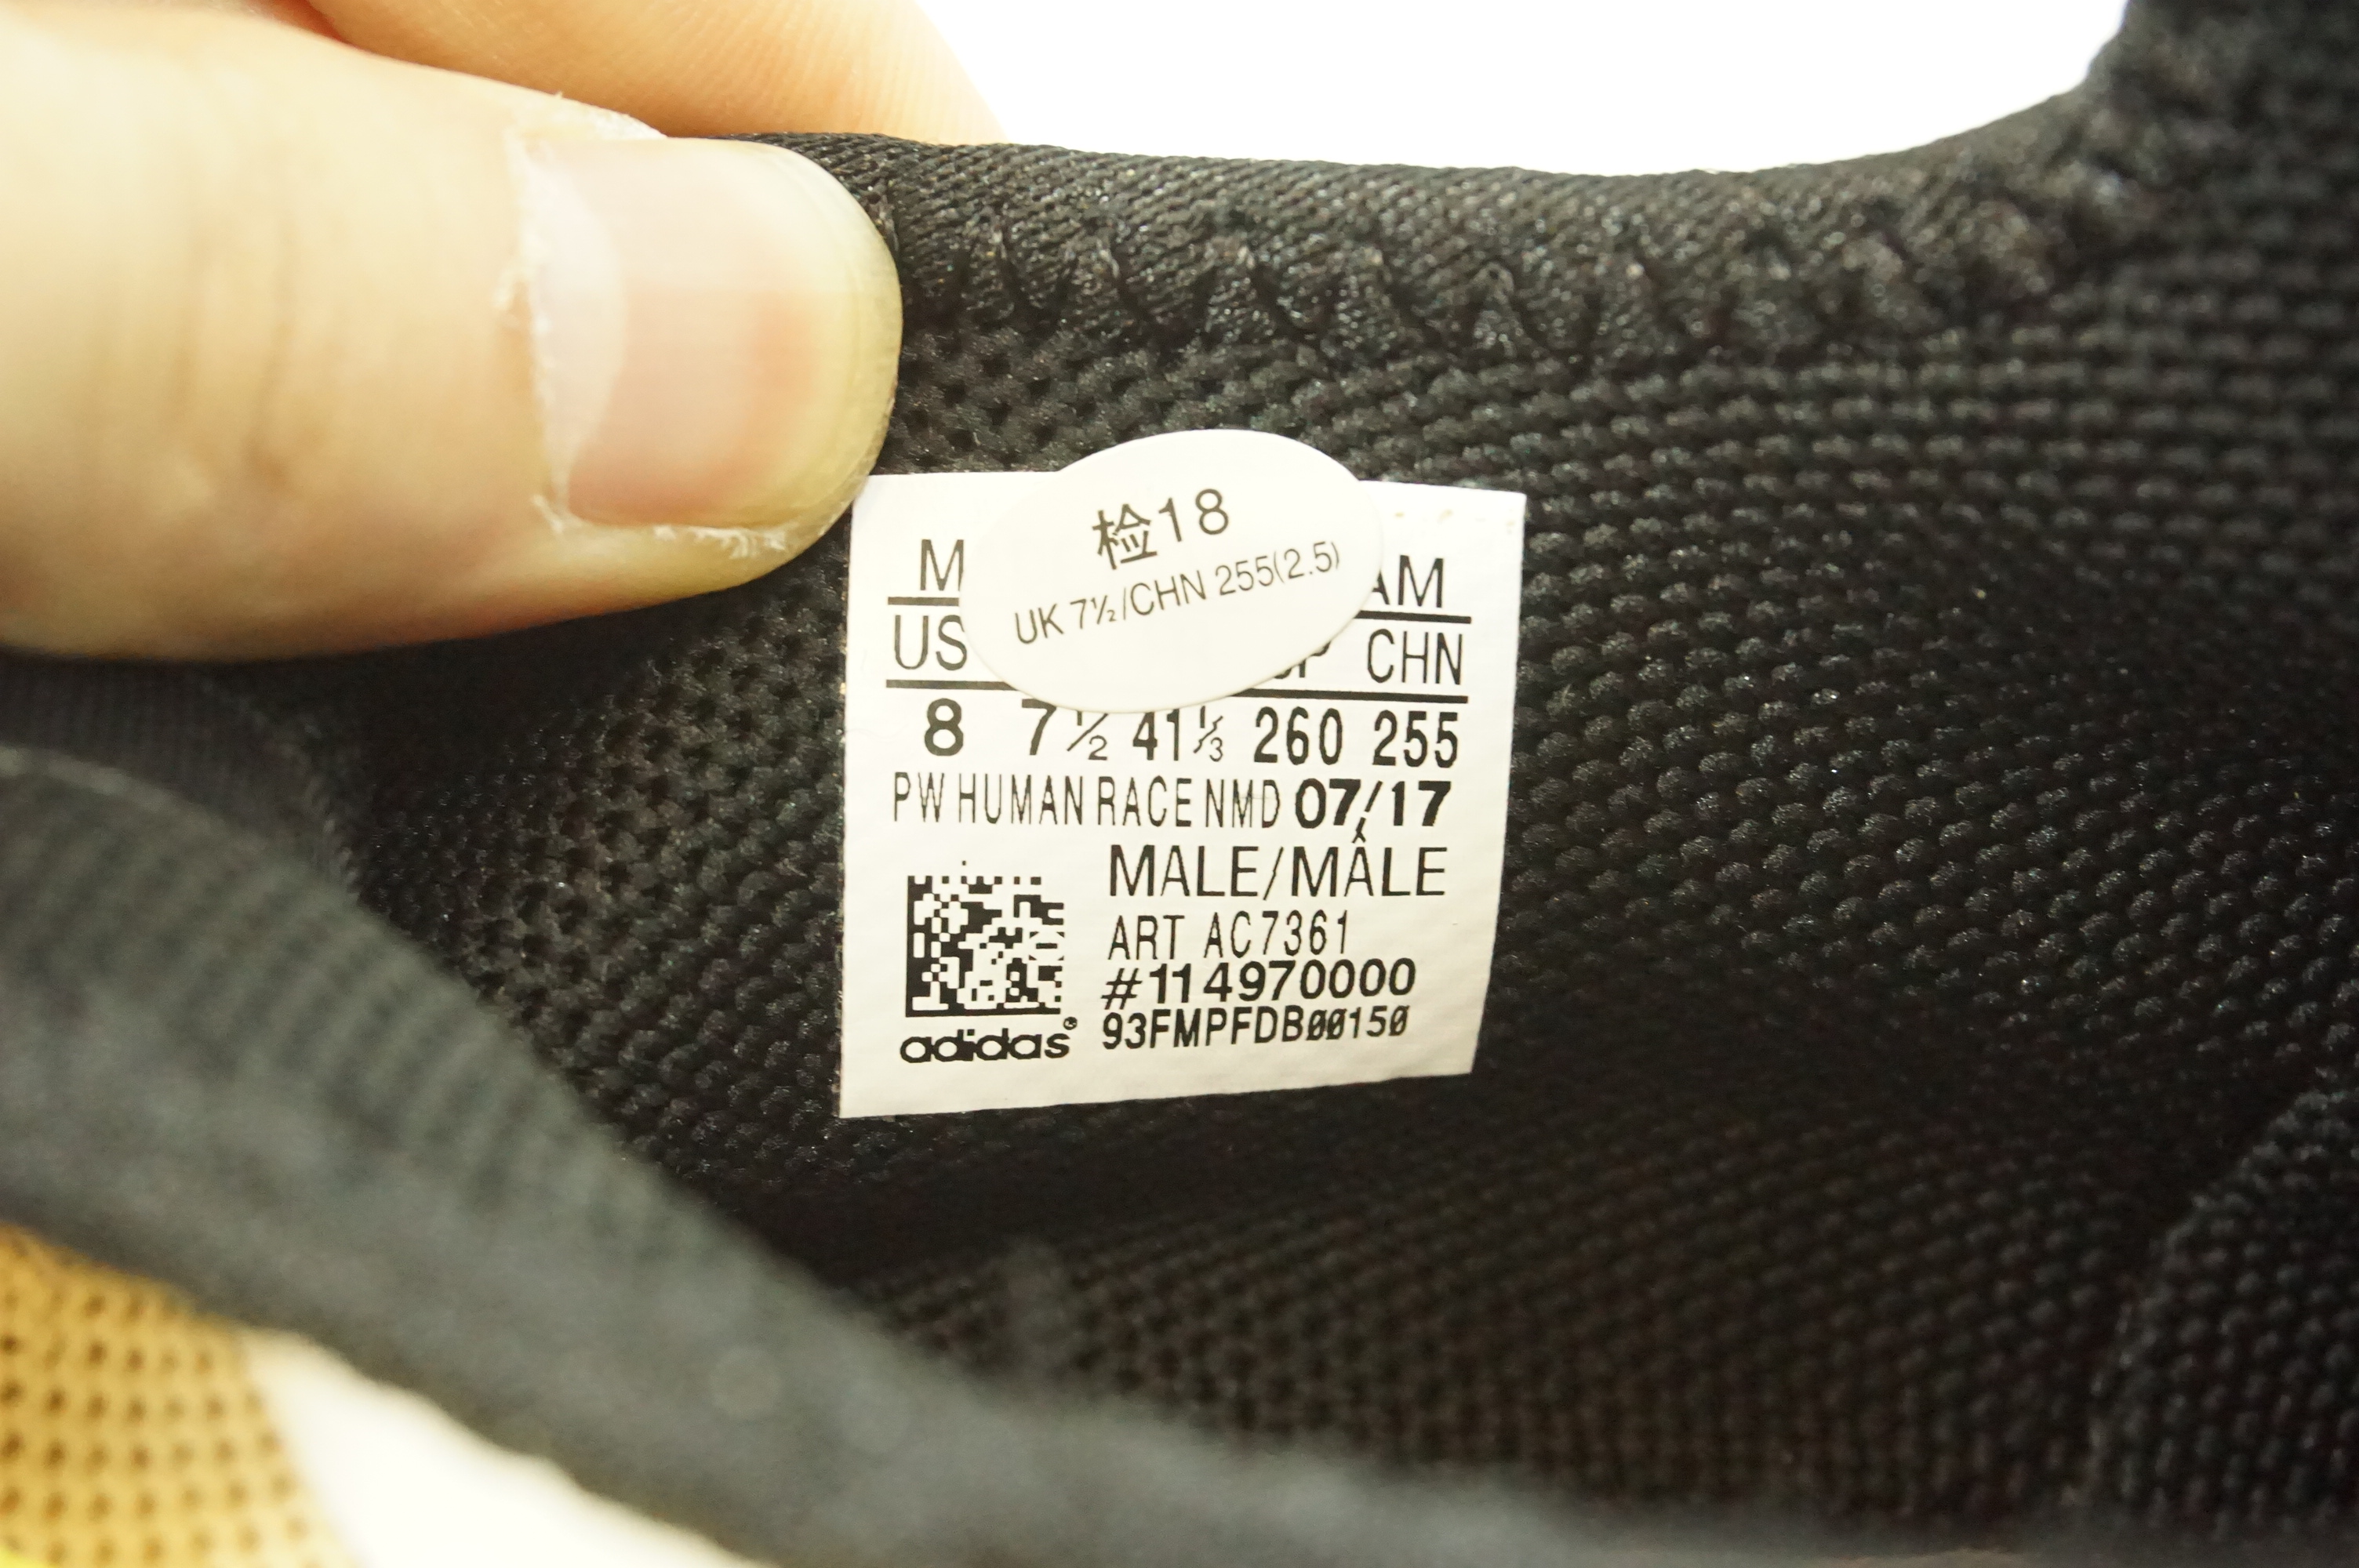 检18
UK 7½/CHN 255(2.5)
US CHN
8 7½ 41⅓ 260 255
PW HUMAN RACE NMD 07/17
MALE/MÂLE
ART AC7361
#114970000
93FMPFDB00150
adidas®